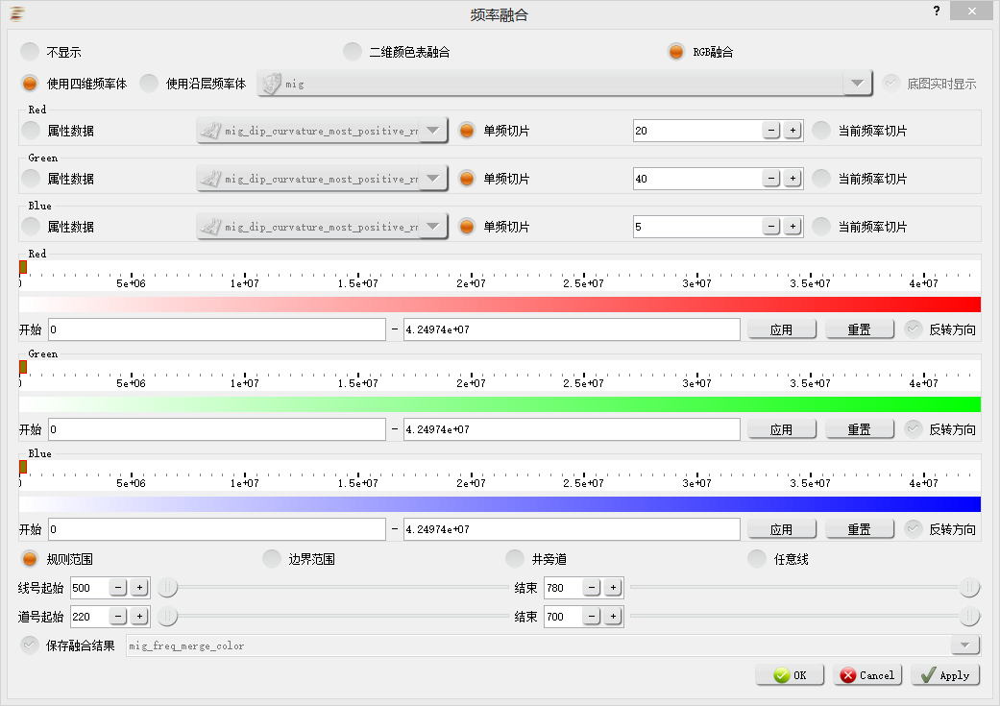 频率融合 ?
不显示 二维颜色表融合 RGB融合
使用四维频率体 使用沿层频率体 mig 底图实时显示
Red
属性数据 mig_dip_curvature_most_positive_r 单频切片 20 − + 当前频率切片
Green
属性数据 mig_dip_curvature_most_positive_r 单频切片 40 − + 当前频率切片
Blue
属性数据 mig_dip_curvature_most_positive_r 单频切片 5 − + 当前频率切片
Red
0 5e+06 1e+07 1.5e+07 2e+07 2.5e+07 3e+07 3.5e+07 4e+07
开始 0 - 4.24974e+07 应用 重置 反转方向
Green
0 5e+06 1e+07 1.5e+07 2e+07 2.5e+07 3e+07 3.5e+07 4e+07
开始 0 - 4.24974e+07 应用 重置 反转方向
Blue
0 5e+06 1e+07 1.5e+07 2e+07 2.5e+07 3e+07 3.5e+07 4e+07
开始 0 - 4.24974e+07 应用 重置 反转方向
规则范围 边界范围 井旁道 任意线
线号起始 500 − + 结束 780 − +
道号起始 220 − + 结束 700 − +
保存融合结果 mig_freq_merge_color
OK Cancel Apply